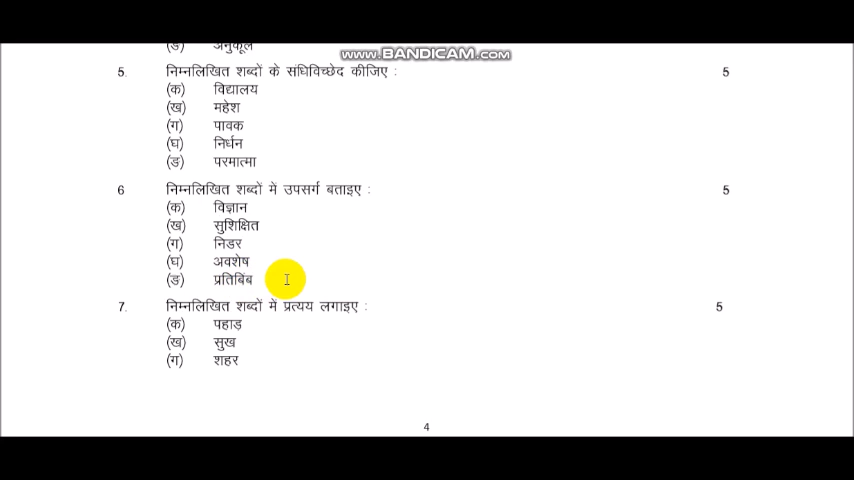 (ङ) अनुकूल
www.BANDICAM.com
5. निम्नलिखित शब्दों के संधिविच्छेद कीजिए : 5
(क) विद्यालय
(ख) महेश
(ग) पावक
(घ) निर्धन
(ङ) परमात्मा
6 निम्नलिखित शब्दों में उपसर्ग बताइए : 5
(क) विज्ञान
(ख) सुशिक्षित
(ग) निडर
(घ) अवशेष
(ङ) प्रतिबिंब
7. निम्नलिखित शब्दों में प्रत्यय लगाइए : 5
(क) पहाड़
(ख) सुख
(ग) शहर
4